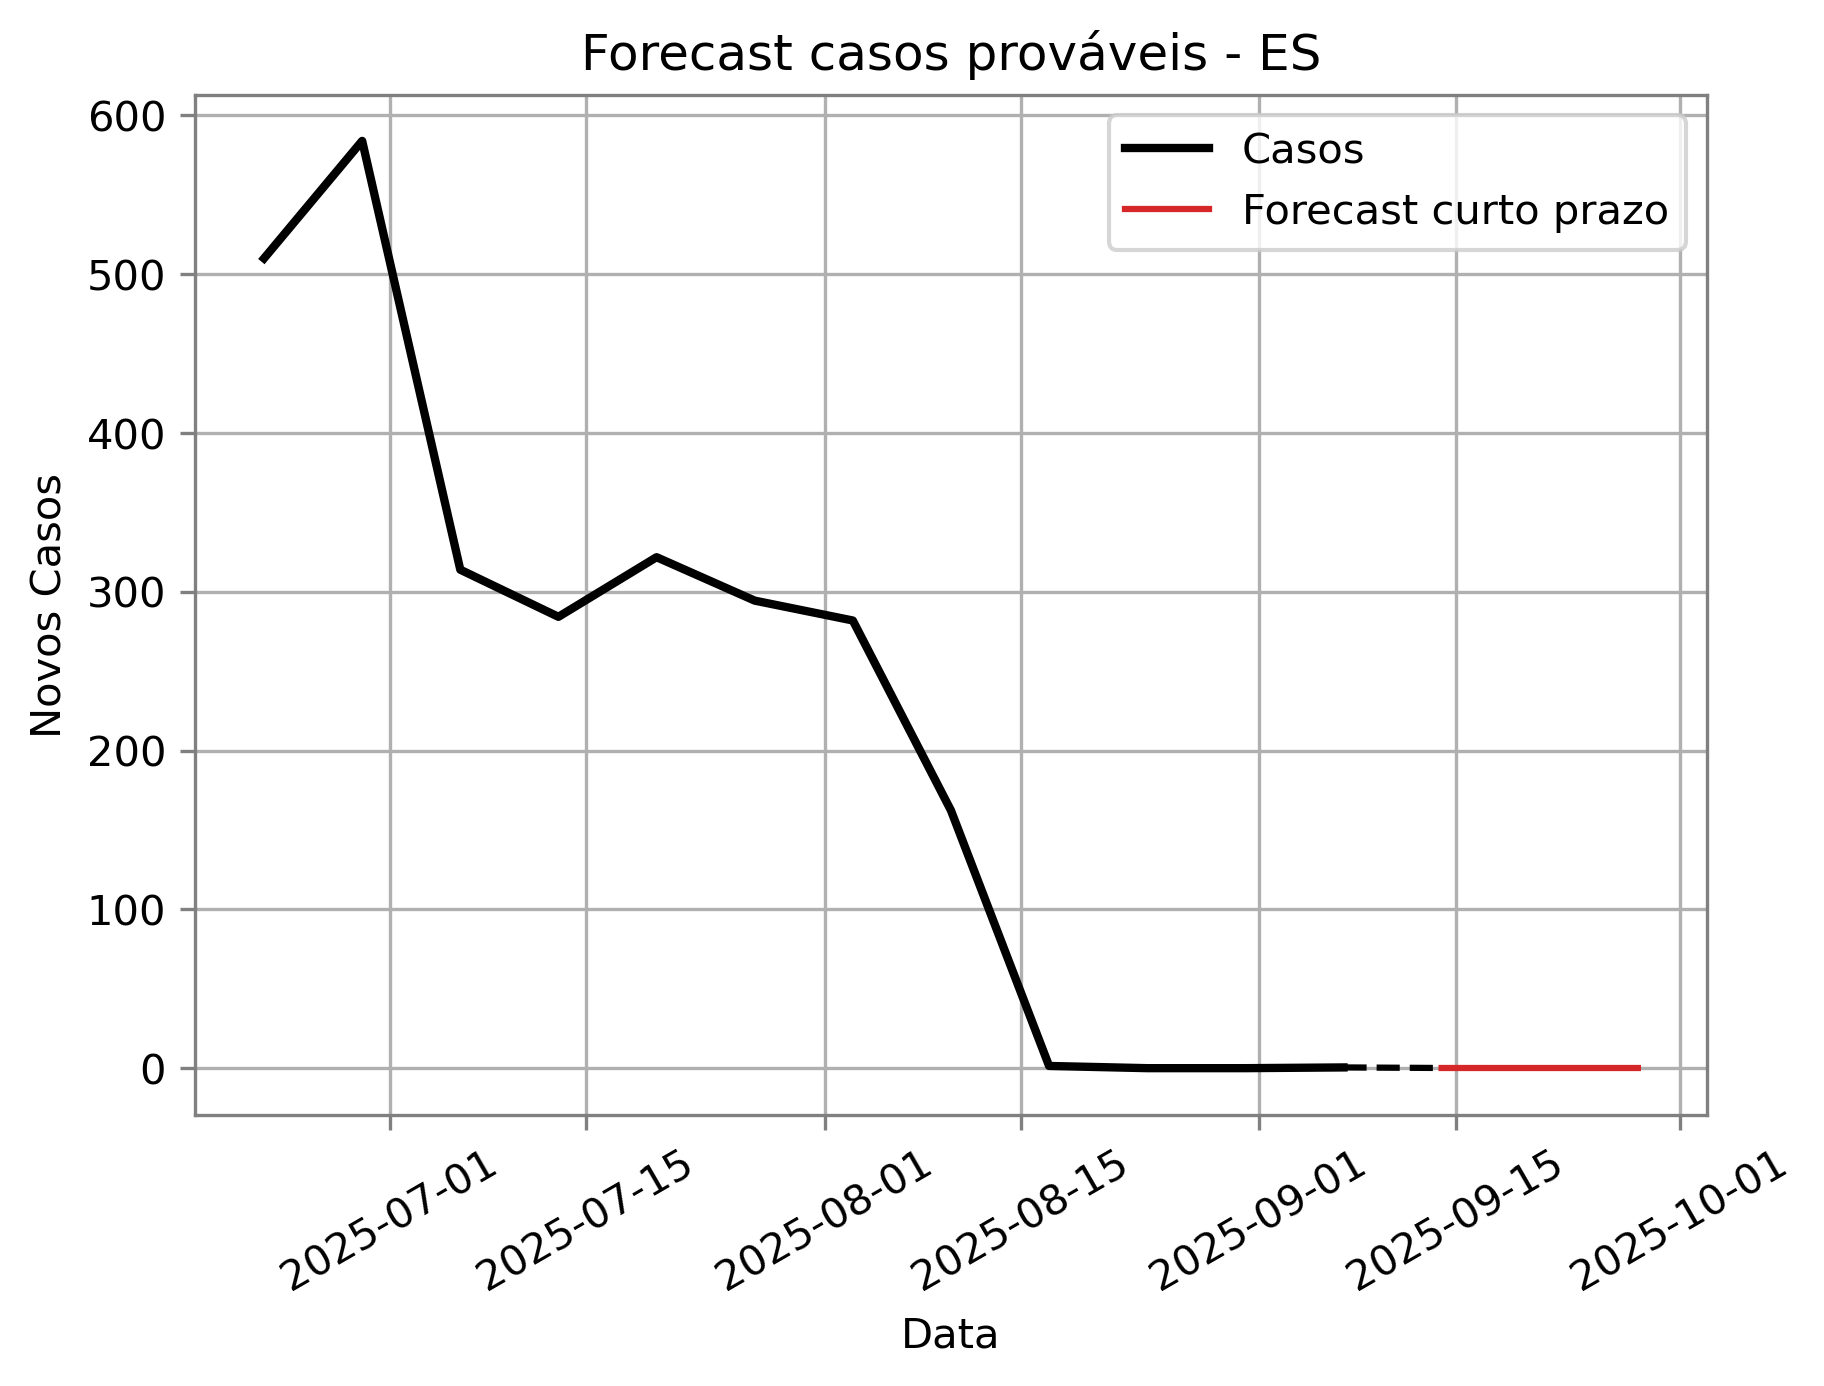 Forecast casos prováveis - ES
Casos
Forecast curto prazo
Novos Casos
600
500
400
300
200
100
0
2025-07-01
2025-07-15
2025-08-01
2025-08-15
2025-09-01
2025-09-15
2025-10-01
Data